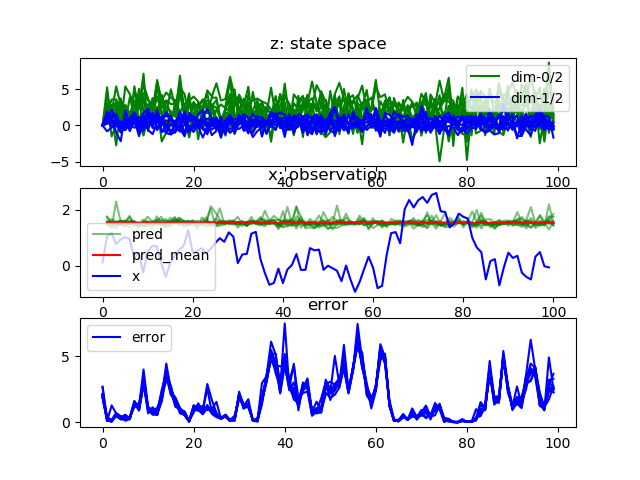 z: state space
5
0
−5
dim-0/2
dim-1/2
0
20
40
60
80
100
x: observation
2
0
pred
pred_mean
x
0
20
40
60
80
100
error
5
0
error
0
20
40
60
80
100